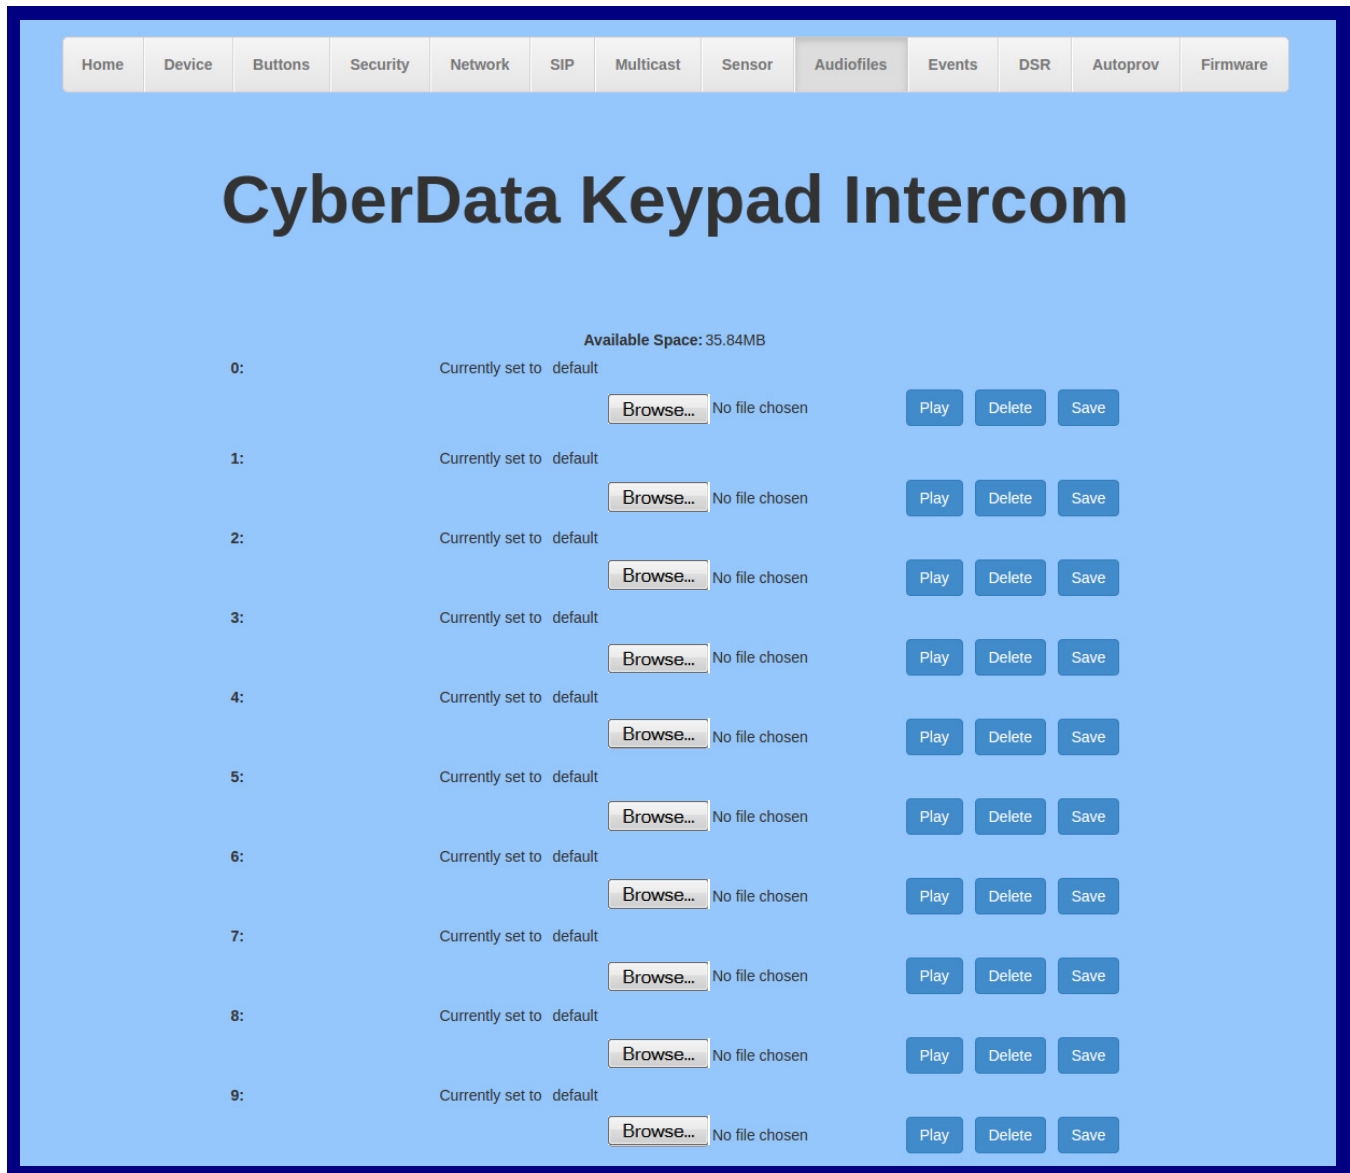 Home Device Buttons Security Network SIP Multicast Sensor Audiofiles Events DSR Autoprov Firmware
CyberData Keypad Intercom
Available Space: 35.84MB
0: Currently set to default
Browse... No file chosen Play Delete Save
1: Currently set to default
Browse... No file chosen Play Delete Save
2: Currently set to default
Browse... No file chosen Play Delete Save
3: Currently set to default
Browse... No file chosen Play Delete Save
4: Currently set to default
Browse... No file chosen Play Delete Save
5: Currently set to default
Browse... No file chosen Play Delete Save
6: Currently set to default
Browse... No file chosen Play Delete Save
7: Currently set to default
Browse... No file chosen Play Delete Save
8: Currently set to default
Browse... No file chosen Play Delete Save
9: Currently set to default
Browse... No file chosen Play Delete Save